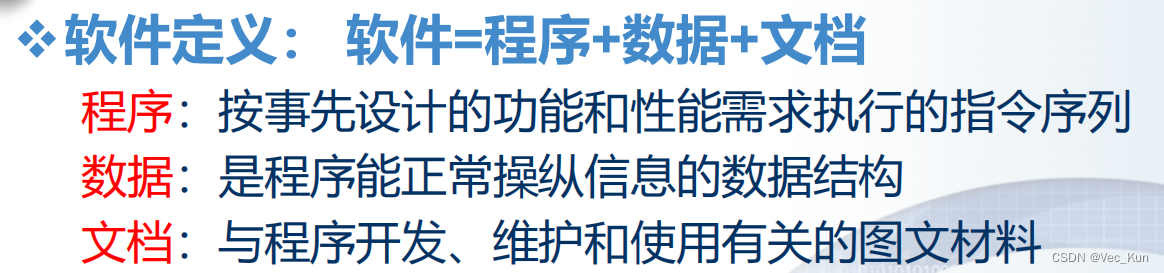 ❖软件定义： 软件=程序+数据+文档
程序：按事先设计的功能和性能需求执行的指令序列
数据：是程序能正常操纵信息的数据结构
文档：与程序开发、维护和使用有关的图文材料
CSDN @Vec_Kun